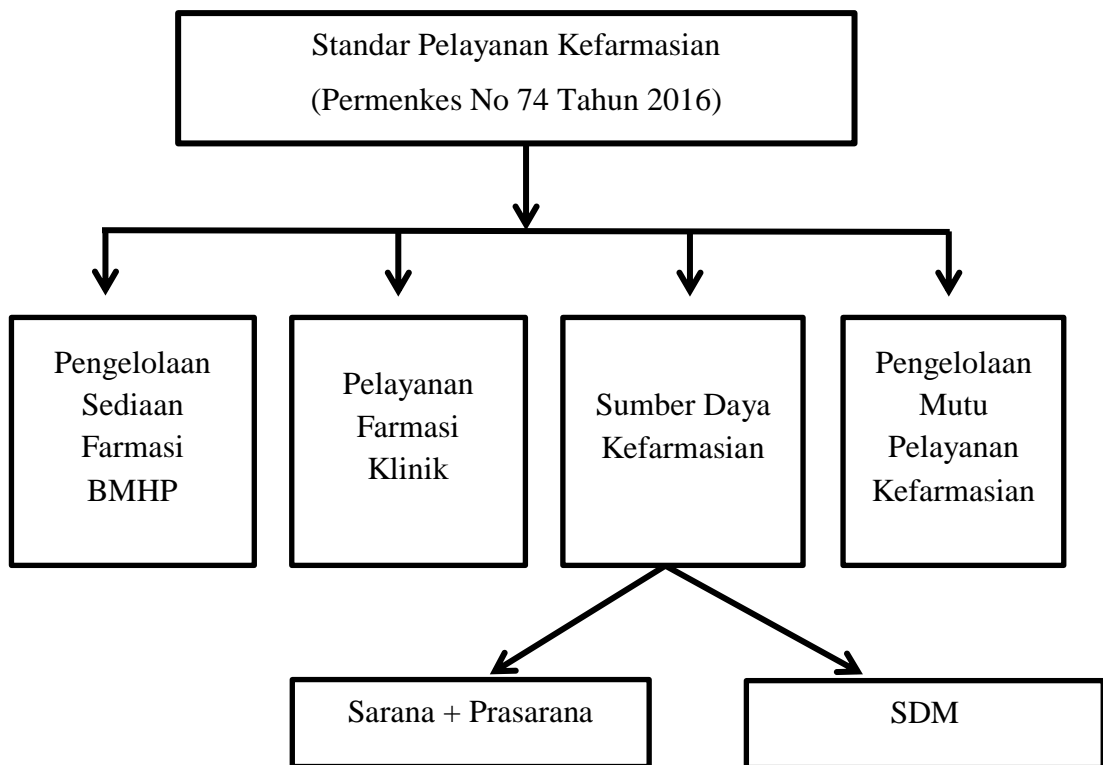 Standar Pelayanan Kefarmasian
(Permenkes No 74 Tahun 2016)
Pengelolaan
Sediaan
Farmasi
BMHP
Pelayanan
Farmasi
Klinik
Sumber Daya
Kefarmasian
Pengelolaan
Mutu
Pelayanan
Kefarmasian
Sarana + Prasarana
SDM